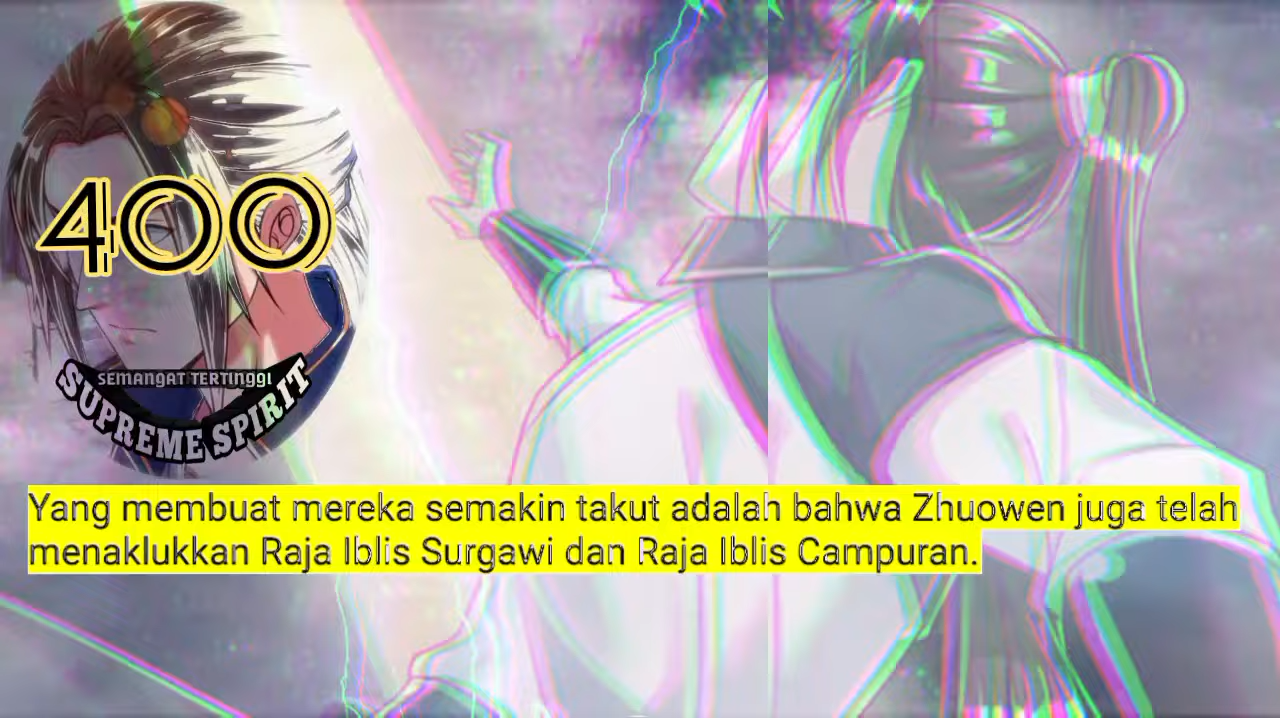 400
SEMANGAT TERTINGGI
SUPREME SPIRIT
Yang membuat mereka semakin takut adalah bahwa Zhuowen juga telah
menaklukkan Raja Iblis Surgawi dan Raja Iblis Campuran.